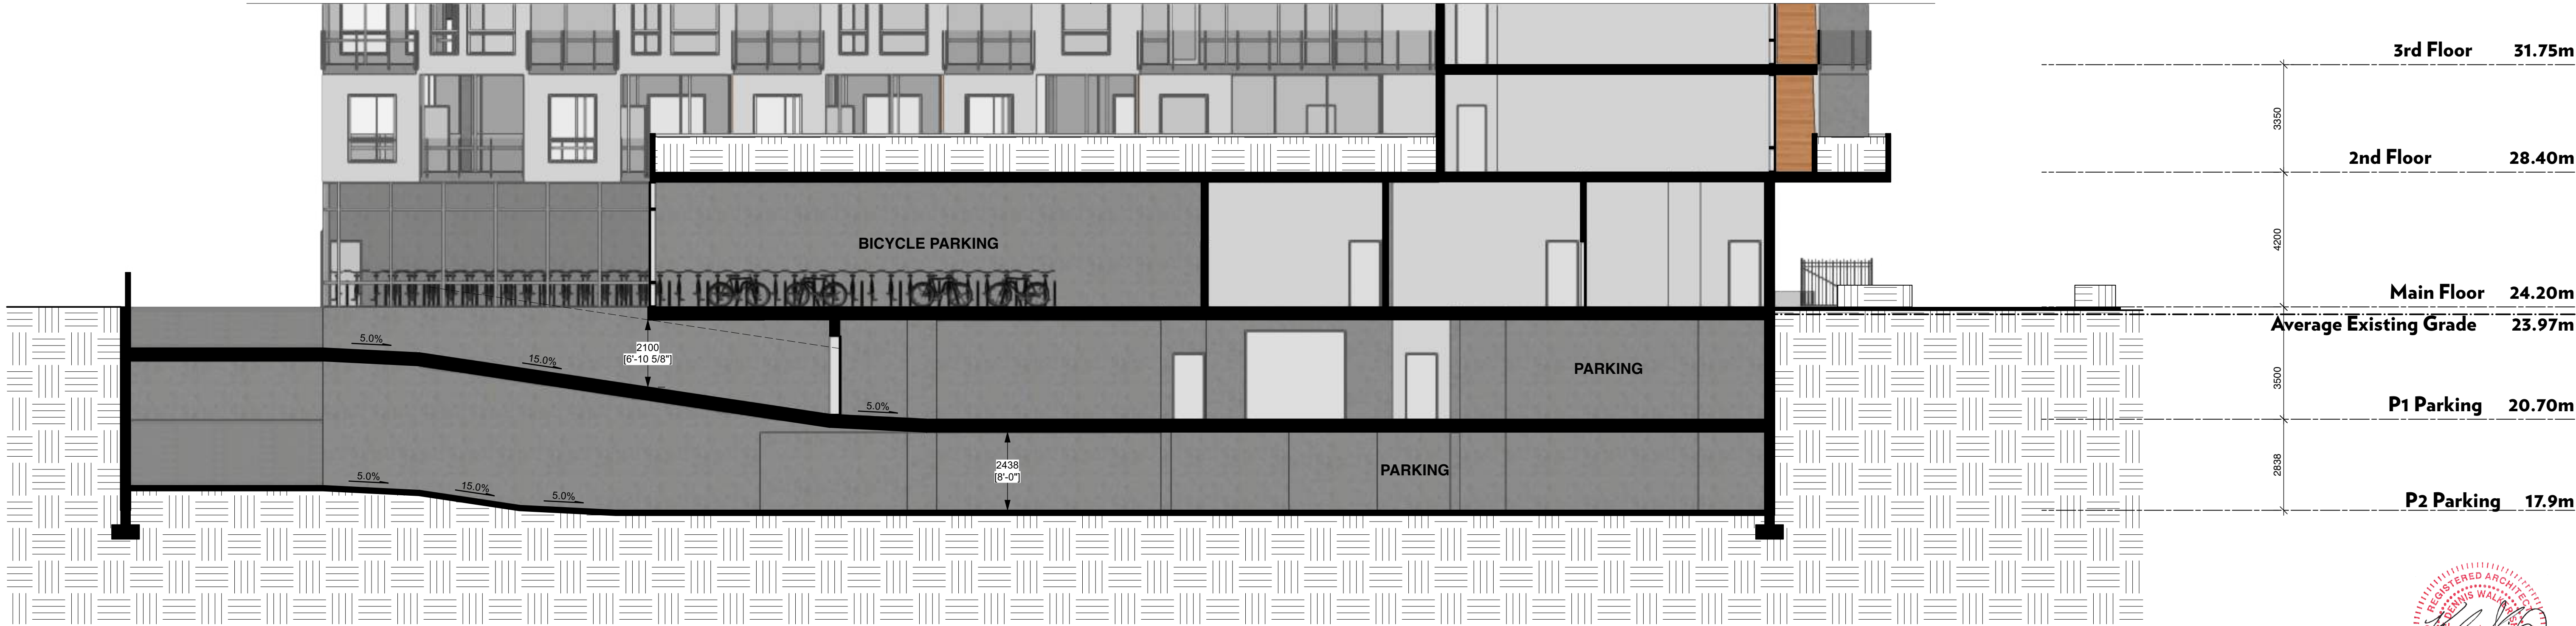 3rd Floor 31.75m
3350
2nd Floor 28.40m
4200
BICYCLE PARKING
Main Floor 24.20m
Average Existing Grade 23.97m
5.0%
15.0%
2100
[6'-10 5/8"]
PARKING
3500
5.0%
P1 Parking 20.70m
2438
[8'-0"]
PARKING
2838
5.0%
15.0%
5.0%
P2 Parking 17.9m
REGISTERED ARCHITECT
DENNIS